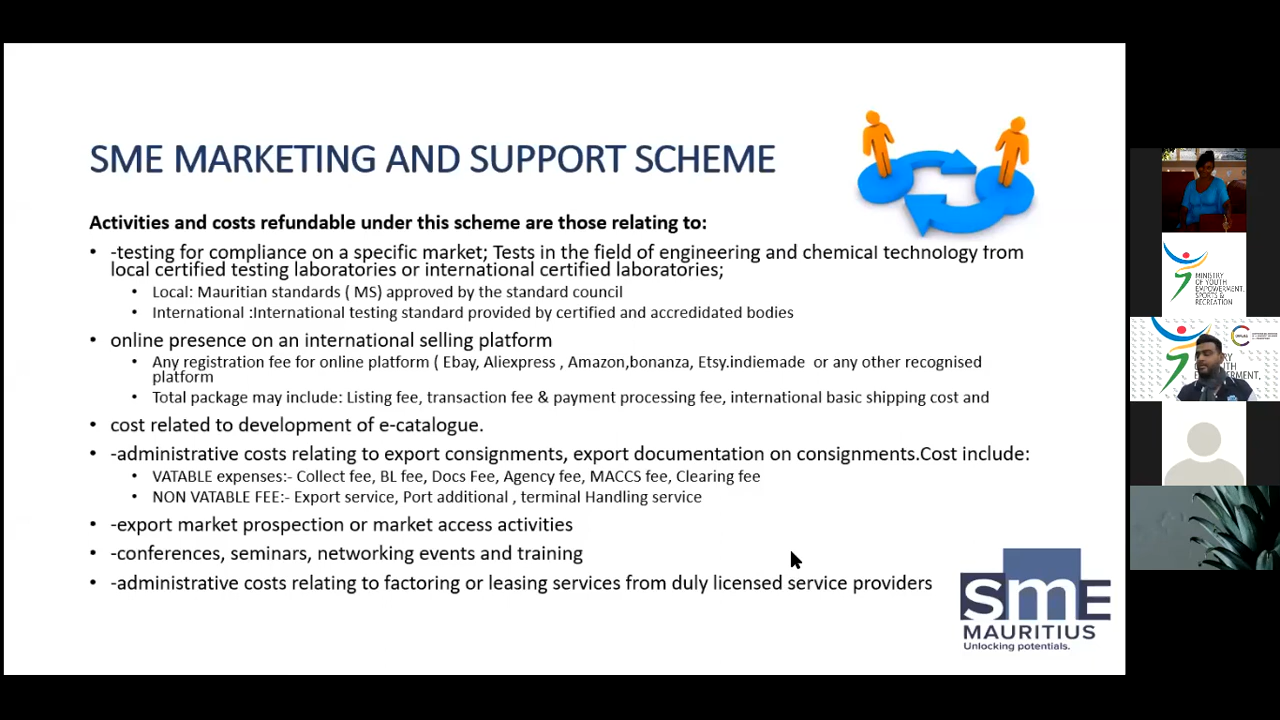 SME MARKETING AND SUPPORT SCHEME
Activities and costs refundable under this scheme are those relating to:
• -testing for compliance on a specific market; Tests in the field of engineering and chemical technology from
local certified testing laboratories or international certified laboratories;
• Local: Mauritian standards ( MS) approved by the standard council
• International :International testing standard provided by certified and accredidated bodies
• online presence on an international selling platform
• Any registration fee for online platform ( Ebay, Aliexpress , Amazon,bonanza, Etsy.indiemade or any other recognised
platform
• Total package may include: Listing fee, transaction fee & payment processing fee, international basic shipping cost and
• cost related to development of e-catalogue.
• -administrative costs relating to export consignments, export documentation on consignments.Cost include:
• VATABLE expenses:- Collect fee, BL fee, Docs Fee, Agency fee, MACCS fee, Clearing fee
• NON VATABLE FEE:- Export service, Port additional , terminal Handling service
• -export market prospection or market access activities
• -conferences, seminars, networking events and training
• -administrative costs relating to factoring or leasing services from duly licensed service providers
smE
MAURITIUS
Unlocking potentials.
MINISTRY
OF YOUTH
EMPOWERMENT,
SPORTS &
RECREATION